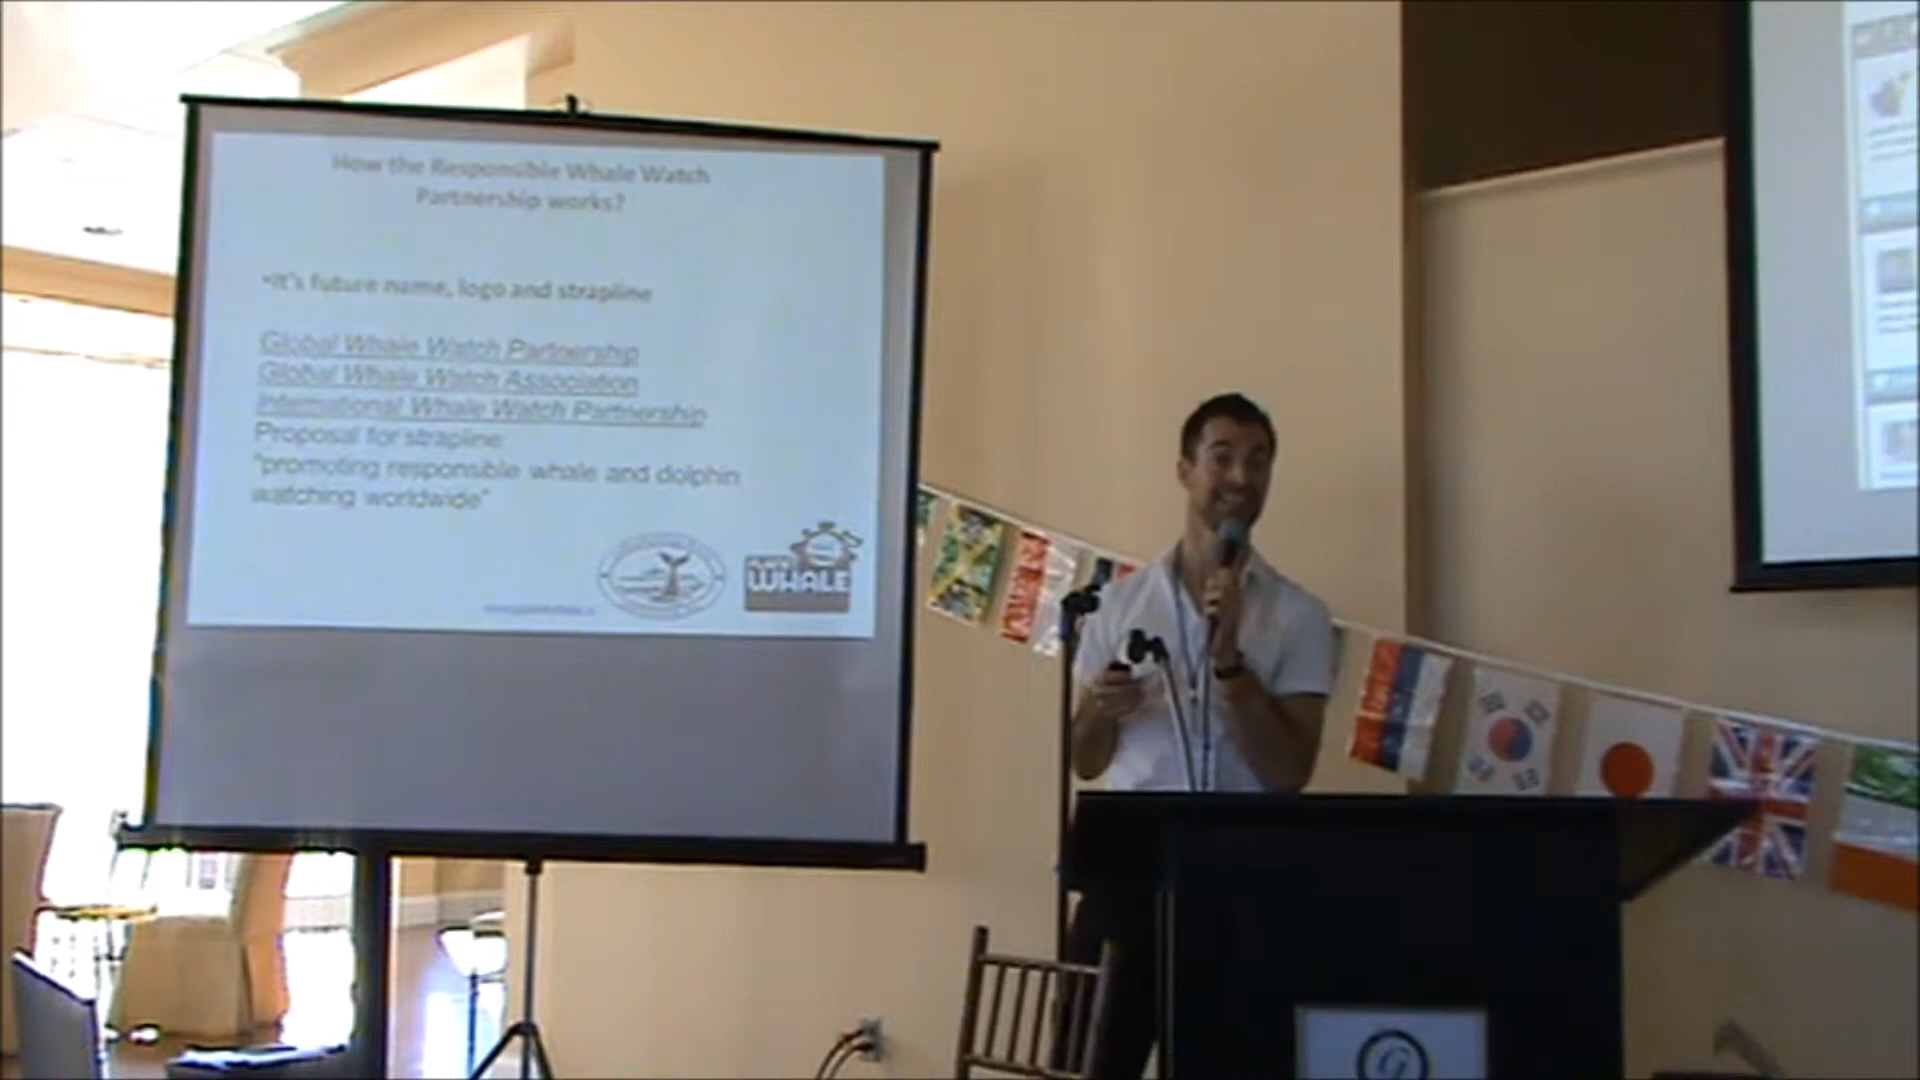 How the Responsible Whale Watch
Partnership works?
•It's future name, logo and strapline
Global Whale Watch Partnership
Global Whale Watch Association
International Whale Watch Partnership
Proposal for strapline:
"promoting responsible whale and dolphin
watching worldwide"
WHALE
G